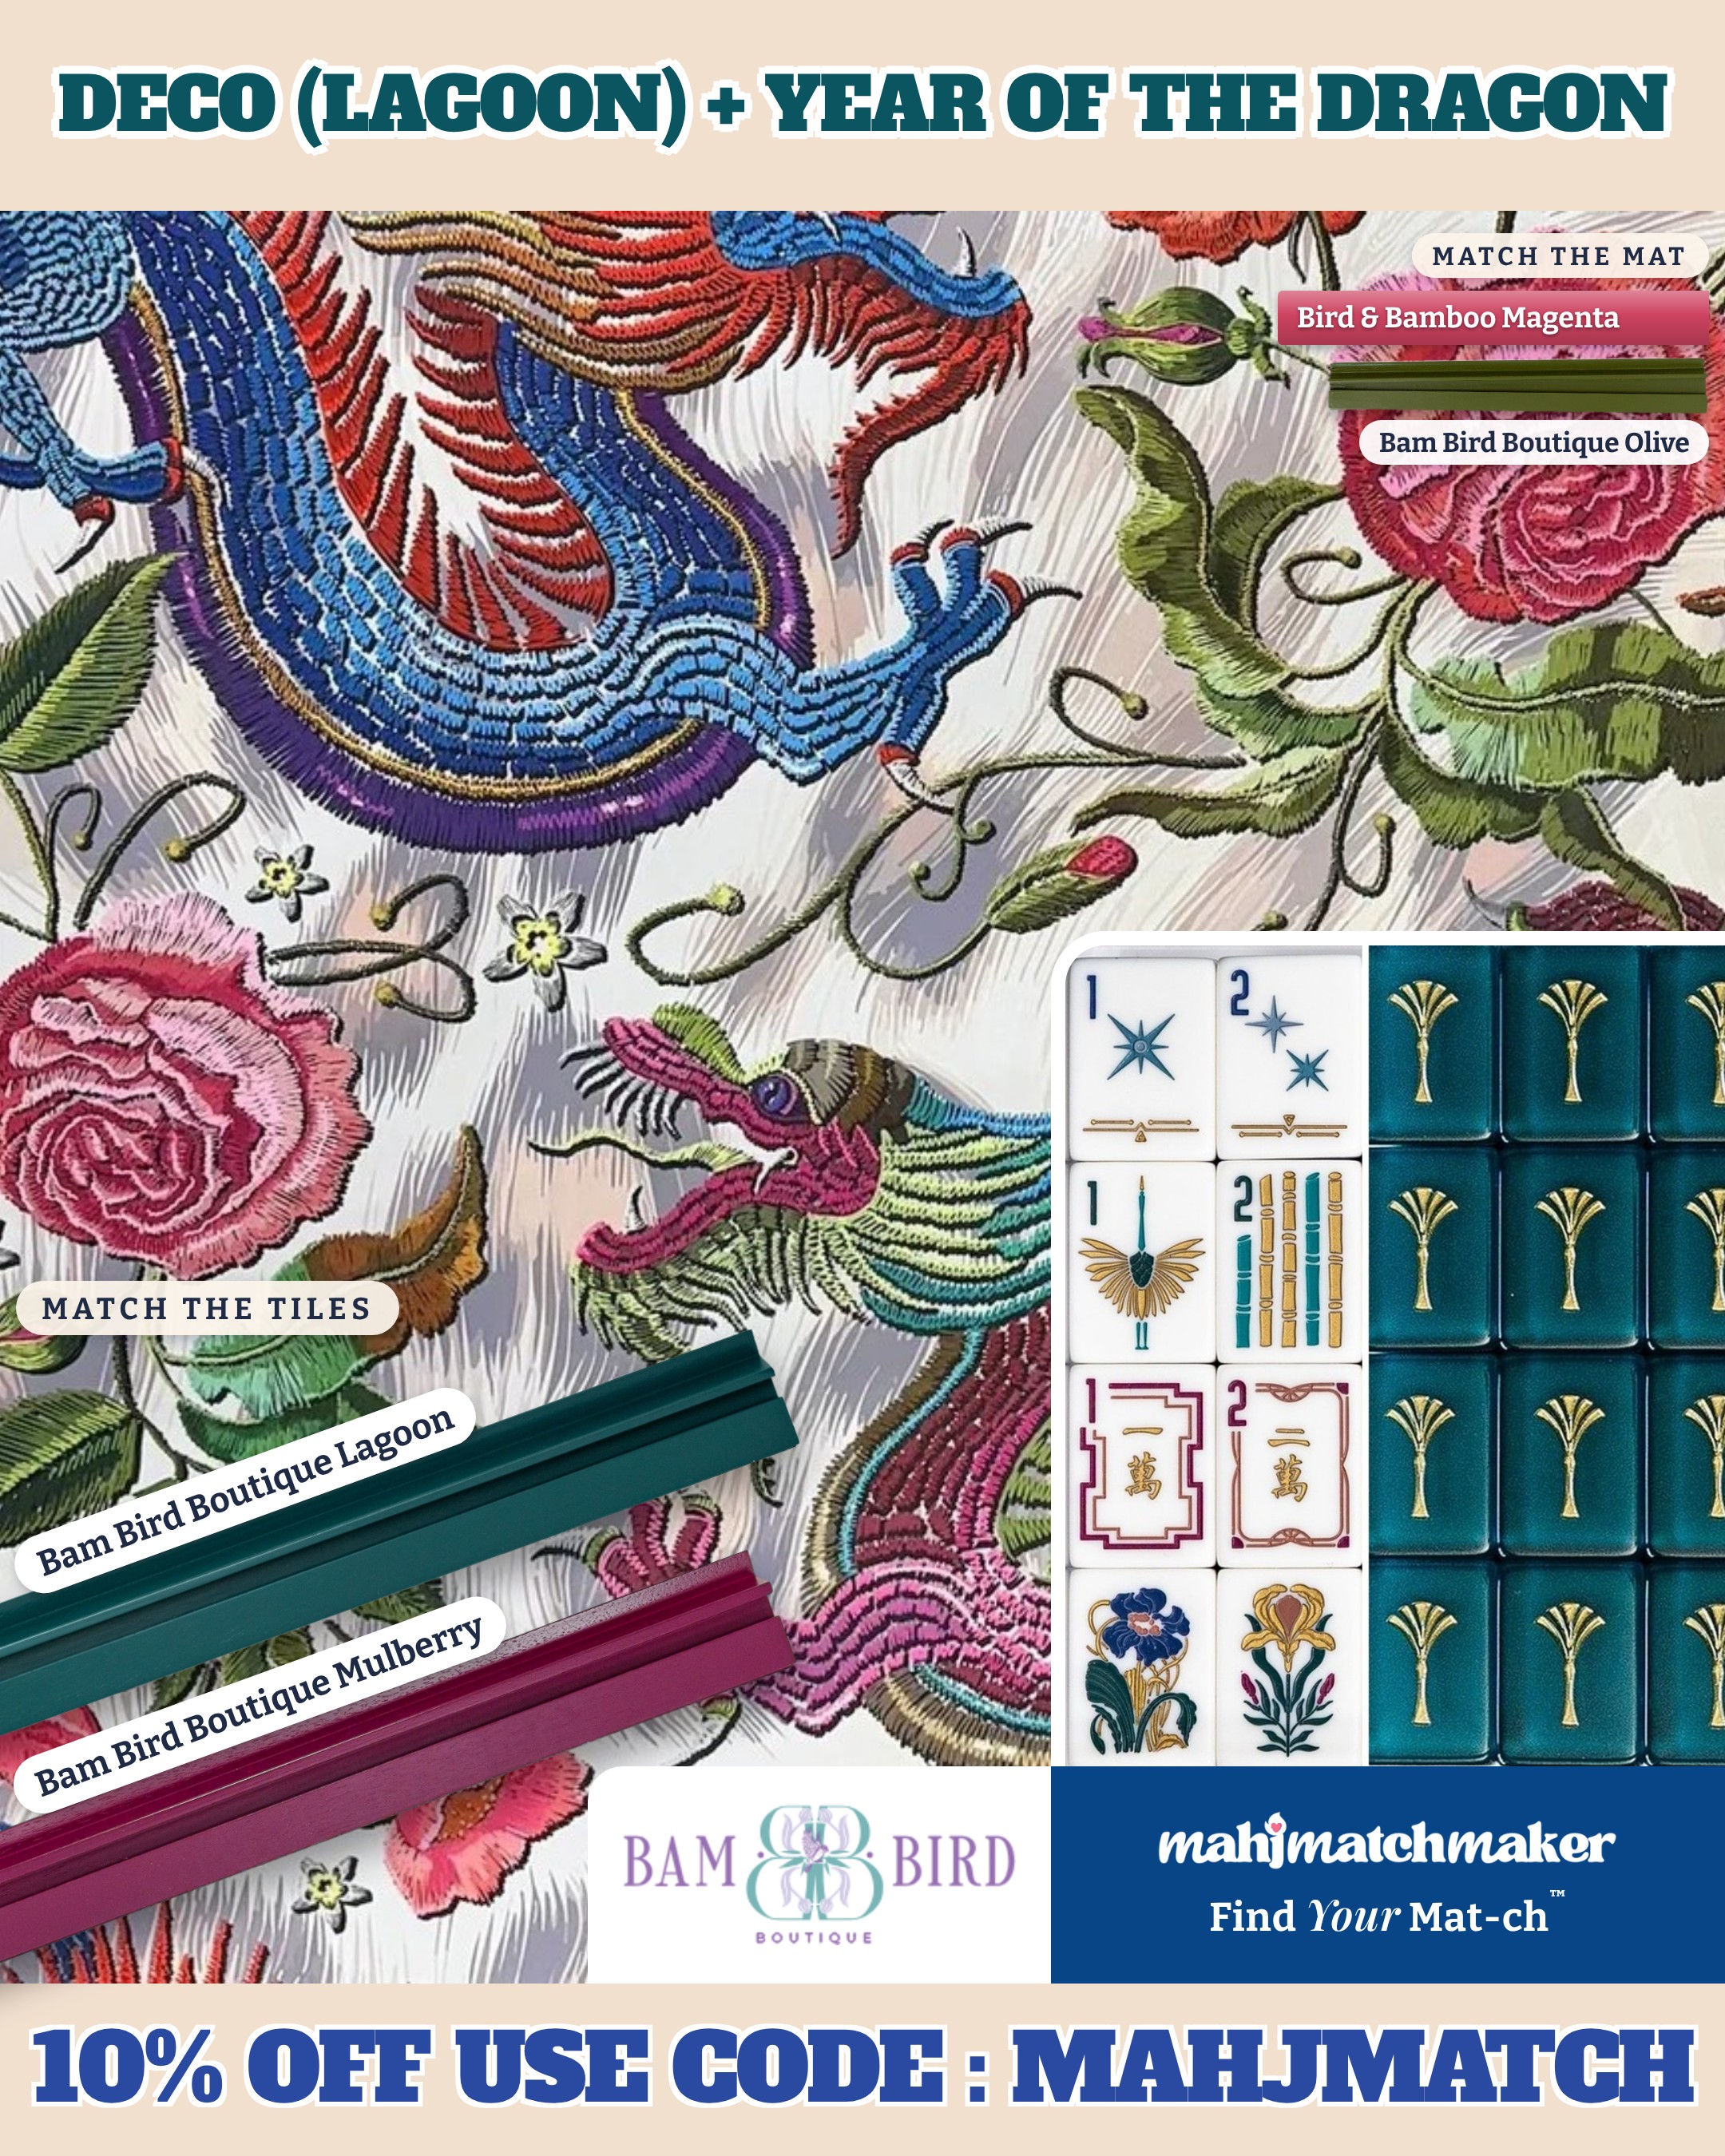 DECO (LAGOON) + YEAR OF THE DRAGON
MATCH THE MAT
Bird & Bamboo Magenta
Bam Bird Boutique Olive
1
2
1
2
1
一
萬
2
二
萬
MATCH THE TILES
Bam Bird Boutique Lagoon
Bam Bird Boutique Mulberry
BAM BIRD
BOUTIQUE
mahjmatchmaker
Find Your Mat-ch™
10% OFF USE CODE : MAHJMATCH